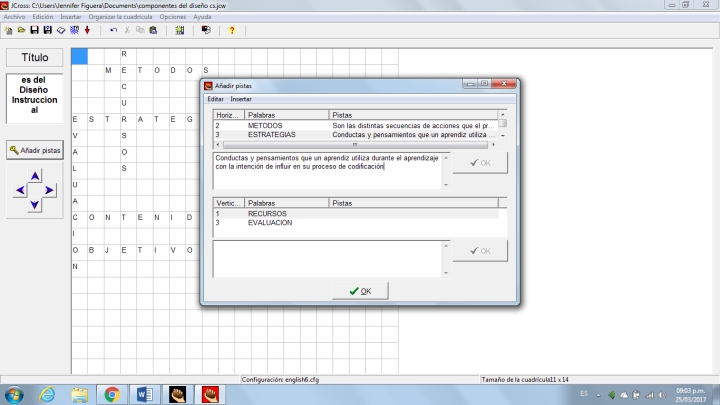 JCross: C:\Users\Jennifer Figuera\Documents\componentes del diseño cs.jcw
Archivo Edición Insertar Organizar la cuadrícula Opciones Ayuda
Título
es del
Diseño
Instruccion
al
Añadir pistas
R
M E T O D O S
C
U
E S T R A T E G
V S
A O
L S
U
A
C O N T E N I D
I
O B J E T I V O
N
Añadir pistas
Editar Insertar
Horiz... Palabras Pistas
2 METODOS Son las distintas secuencias de acciones que el pr...
3 ESTRATEGIAS Conductas y pensamientos que un aprendiz utiliza ...
Conductas y pensamientos que un aprendiz utiliza durante el aprendizaje
con la intención de influir en su proceso de codificación
OK
Vertic... Palabras Pistas
1 RECURSOS
3 EVALUACION
OK
OK
Configuración: english6.cfg
Tamaño de la cuadrícula11 x 14
ES
09:03 p.m.
25/03/2017